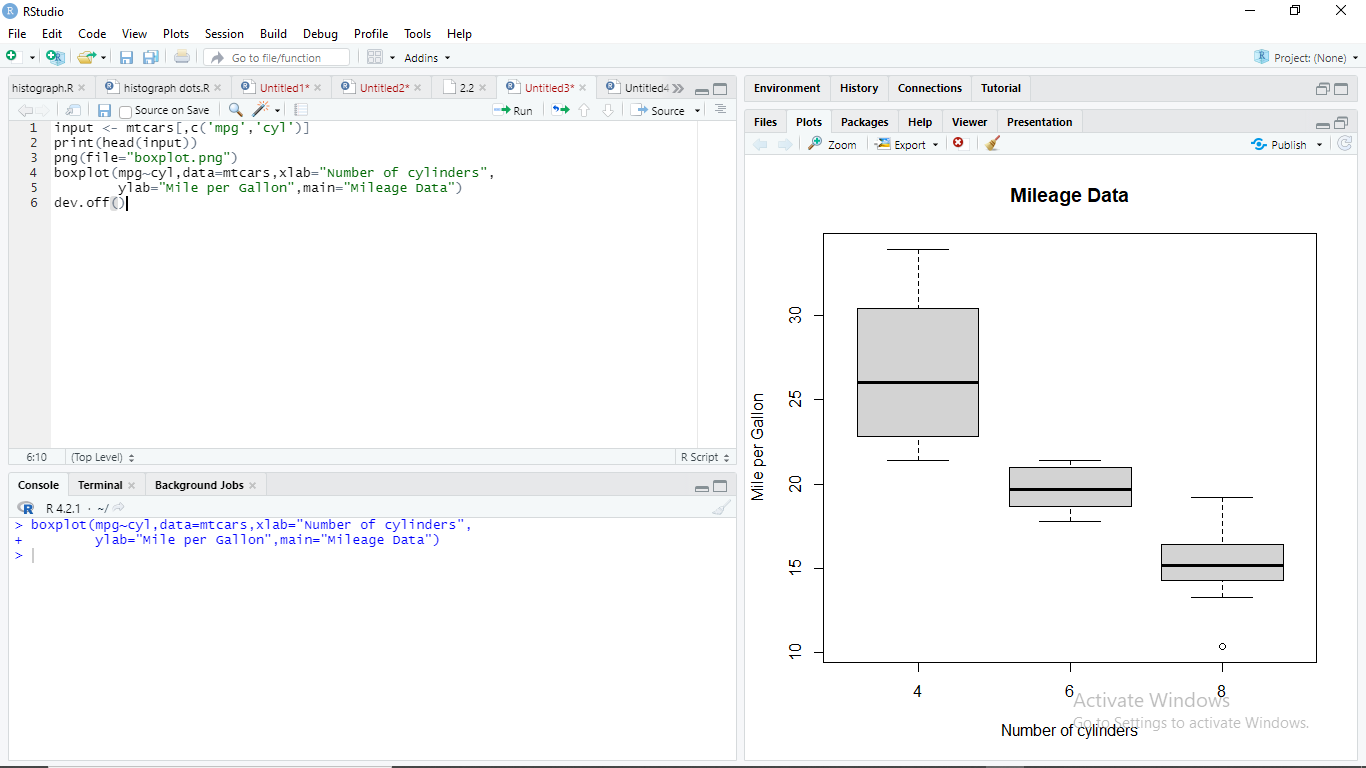 RStudio
File Edit Code View Plots Session Build Debug Profile Tools Help
Go to file/function Addins Project: (None)
histograph.R histograph dots.R Untitled1* Untitled2* 2.2 Untitled3* Untitled4
Source on Save Run Source
1 input <- mtcars[,c('mpg','cyl')]
2 print(head(input))
3 png(file="boxplot.png")
4 boxplot(mpg~cyl,data=mtcars,xlab="Number of cylinders",
5 ylab="Mile per Gallon",main="Mileage Data")
6 dev.off()
6:10 (Top Level) R Script
Console Terminal Background Jobs
R 4.2.1 · ~/
> boxplot(mpg~cyl,data=mtcars,xlab="Number of cylinders",
+ ylab="Mile per Gallon",main="Mileage Data")
>
Environment History Connections Tutorial
Files Plots Packages Help Viewer Presentation
Zoom Export Publish
Mileage Data
Mile per Gallon
30
25
20
15
10
4 6 8
Number of cylinders
Activate Windows
Go to Settings to activate Windows.